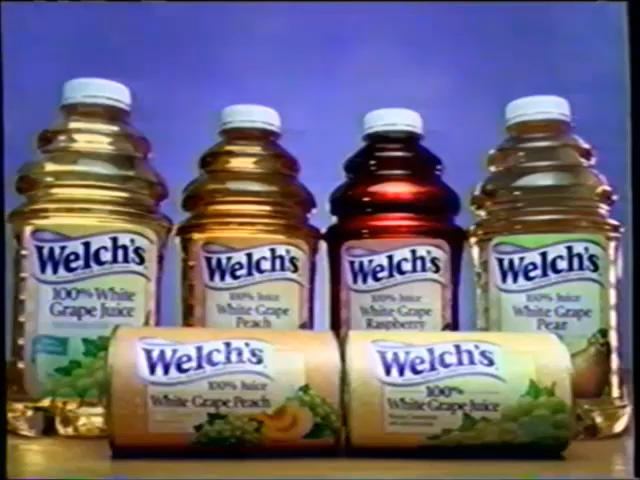 Welch's
100% White
Grape Juice
Welch's
100% Juice
White Grape
Peach
Welch's
100% Juice
White Grape
Raspberry
Welch's
100% Juice
White Grape
Pear
Welch's
100% Juice
White Grape Peach
Welch's
100%
White Grape Juice